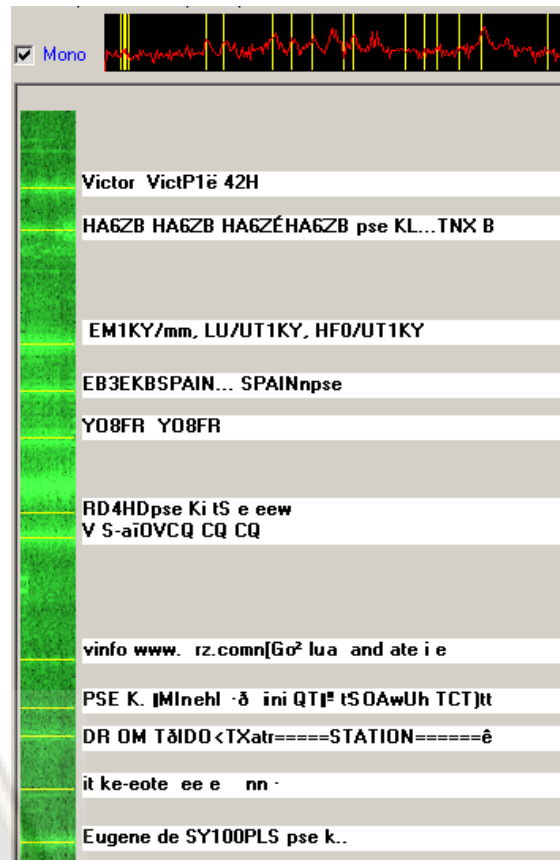 Mono
Victor VictP1ë 42H
HA6ZB HA6ZB HA6ZÉHA6ZB pse KL...TNX B
EM1KY/mm, LU/UT1KY, HF0/UT1KY
EB3EKBSPAIN... SPAINnpse
YO8FR YO8FR
RD4HDpse Ki tS e eew
V S-aïOVCQ CQ CQ
vinfo www. rz.comn[Go² lua and ate i e
PSE K. ini tSOAwUh TCT)tt
DR OM TðIDO<TXatr=====STATION======ê
it ke-eote ee e nn ·
Eugene de SY100PLS pse k..